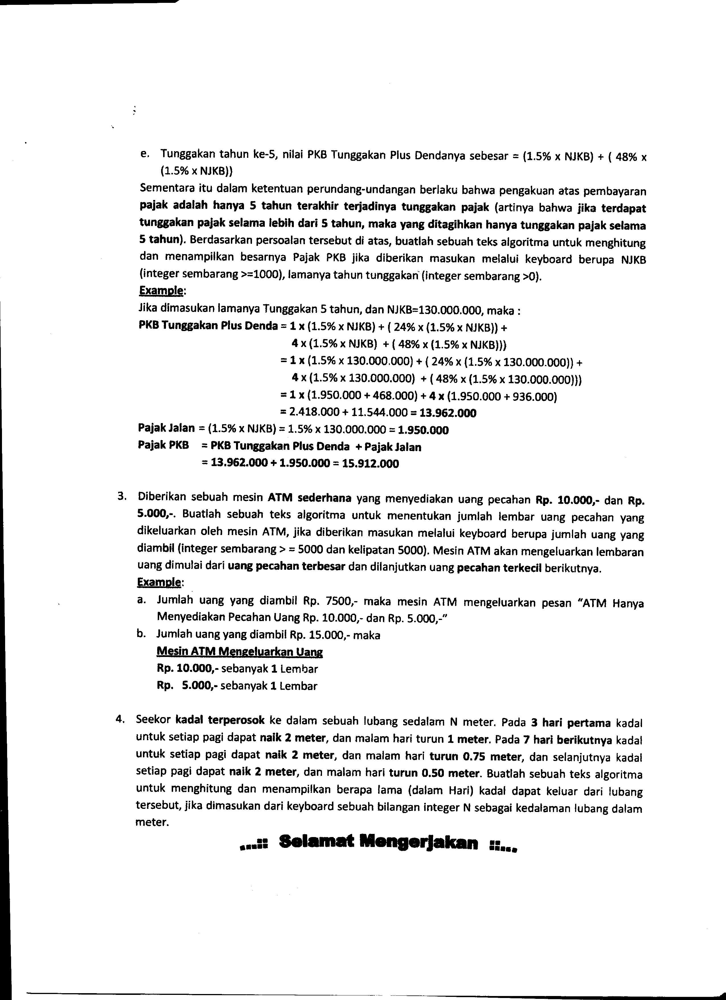 e. Tunggakan tahun ke-5, nilai PKB Tunggakan Plus Dendanya sebesar = (1.5% x NJKB) + ( 48% x
(1.5% x NJKB))
Sementara itu dalam ketentuan perundang-undangan berlaku bahwa pengakuan atas pembayaran
pajak adalah hanya 5 tahun terakhir terjadinya tunggakan pajak (artinya bahwa jika terdapat
tunggakan pajak selama lebih dari 5 tahun, maka yang ditagihkan hanya tunggakan pajak selama
5 tahun). Berdasarkan persoalan tersebut di atas, buatlah sebuah teks algoritma untuk menghitung
dan menampilkan besarnya Pajak PKB jika diberikan masukan melalui keyboard berupa NJKB
(integer sembarang >=1000), lamanya tahun tunggakan (integer sembarang >0).
Example:
Jika dimasukan lamanya Tunggakan 5 tahun, dan NJKB=130.000.000, maka :
PKB Tunggakan Plus Denda = 1 x (1.5% x NJKB) + ( 24% x (1.5% x NJKB)) +
4 x (1.5% x NJKB) + ( 48% x (1.5% x NJKB)))
= 1 x (1.5% x 130.000.000) + ( 24% x (1.5% x 130.000.000)) +
4 x (1.5% x 130.000.000) + ( 48% x (1.5% x 130.000.000)))
= 1 x (1.950.000 + 468.000) + 4 x (1.950.000 + 936.000)
= 2.418.000 + 11.544.000 = 13.962.000
Pajak Jalan = (1.5% x NJKB) = 1.5% x 130.000.000 = 1.950.000
Pajak PKB = PKB Tunggakan Plus Denda + Pajak Jalan
= 13.962.000 + 1.950.000 = 15.912.000
3. Diberikan sebuah mesin ATM sederhana yang menyediakan uang pecahan Rp. 10.000,- dan Rp.
5.000,-. Buatlah sebuah teks algoritma untuk menentukan jumlah lembar uang pecahan yang
dikeluarkan oleh mesin ATM, jika diberikan masukan melalui keyboard berupa jumlah uang yang
diambil (integer sembarang > = 5000 dan kelipatan 5000). Mesin ATM akan mengeluarkan lembaran
uang dimulai dari uang pecahan terbesar dan dilanjutkan uang pecahan terkecil berikutnya.
Example:
a. Jumlah uang yang diambil Rp. 7500,- maka mesin ATM mengeluarkan pesan “ATM Hanya
Menyediakan Pecahan Uang Rp. 10.000,- dan Rp. 5.000,-”
b. Jumlah uang yang diambil Rp. 15.000,- maka
Mesin ATM Mengeluarkan Uang
Rp. 10.000,- sebanyak 1 Lembar
Rp. 5.000,- sebanyak 1 Lembar
4. Seekor kadal terperosok ke dalam sebuah lubang sedalam N meter. Pada 3 hari pertama kadal
untuk setiap pagi dapat naik 2 meter, dan malam hari turun 1 meter. Pada 7 hari berikutnya kadal
untuk setiap pagi dapat naik 2 meter, dan malam hari turun 0.75 meter, dan selanjutnya kadal
setiap pagi dapat naik 2 meter, dan malam hari turun 0.50 meter. Buatlah sebuah teks algoritma
untuk menghitung dan menampilkan berapa lama (dalam Hari) kadal dapat keluar dari lubang
tersebut, jika dimasukan dari keyboard sebuah bilangan integer N sebagai kedalaman lubang dalam
meter.
...:: Selamat Mengerjakan ::...